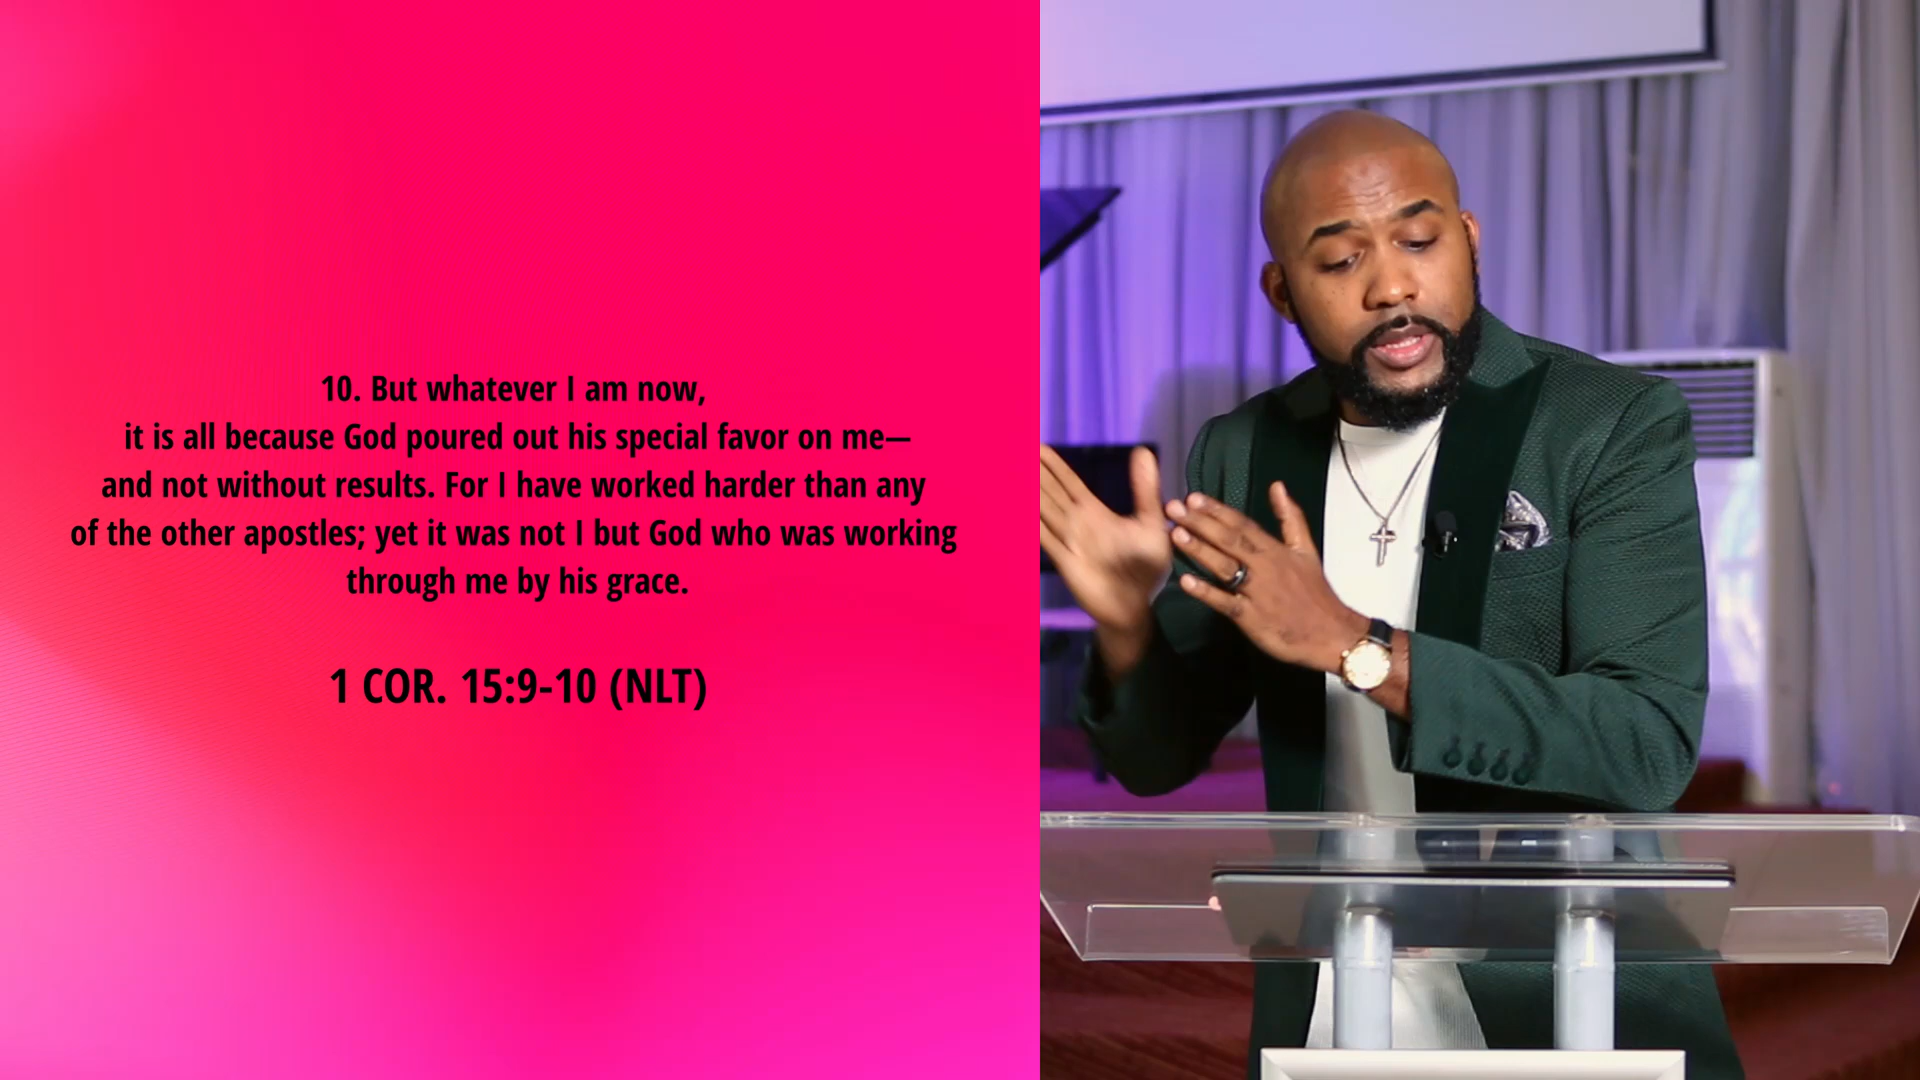 10. But whatever I am now,
it is all because God poured out his special favor on me—
and not without results. For I have worked harder than any
of the other apostles; yet it was not I but God who was working
through me by his grace.
1 COR. 15:9-10 (NLT)